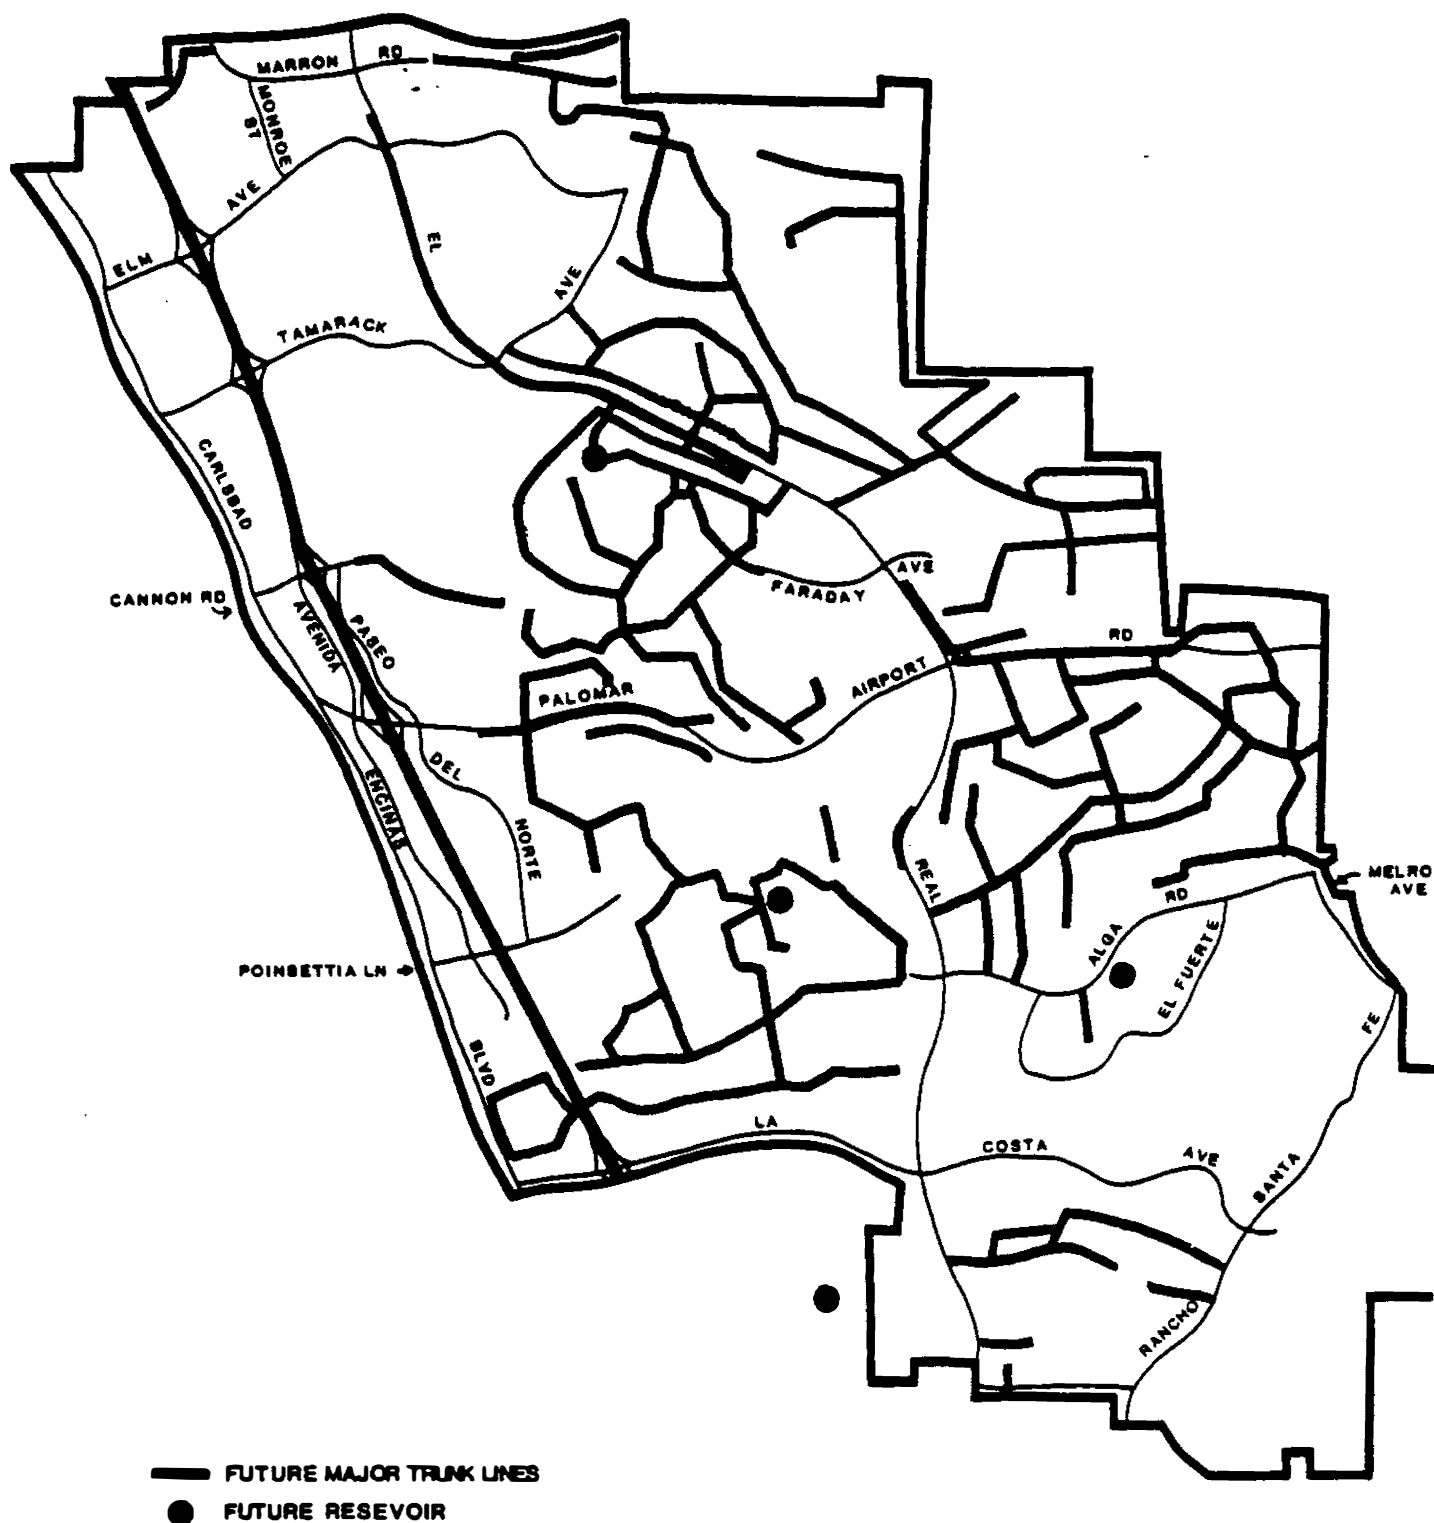 MARRON RD
MONROE
ST
AVE
ELM
EL
AVE
TAMARACK
CARLSBAD
CANNON RD
AVENIDA
PASEO
FARADAY
AVE
RD
AIRPORT
PALOMAR
DEL
ENCINAS
NORTE
REAL
MELRO
AVE
RD
ALGA
EL FUERTE
POINSETTIA LN
FE
BLVD
LA
COSTA
AVE
SANTA
RANCHO
FUTURE MAJOR TRUNK LINES
FUTURE RESEVOIR